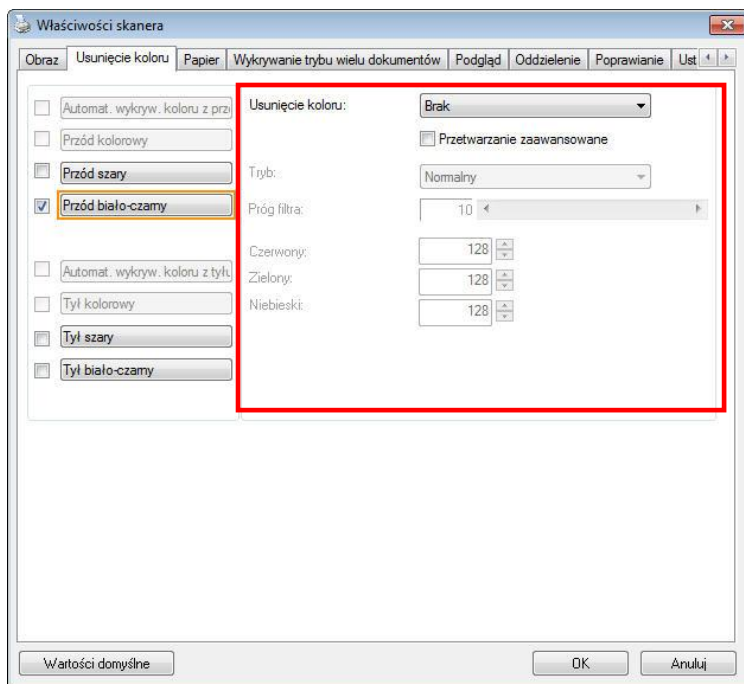 Właściwości skanera
Obraz Usunięcie koloru Papier Wykrywanie trybu wielu dokumentów Podgląd Oddzielenie Poprawianie Ust
Automat. wykryw. koloru z prz
Przód kolorowy
Przód szary
Przód biało-czarny
Automat. wykryw. koloru z tyłu
Tył kolorowy
Tył szary
Tył biało-czarny
Usunięcie koloru: Brak
Przetwarzanie zaawansowane
Tryb: Normalny
Próg filtra: 10
Czerwony: 128
Zielony: 128
Niebieski: 128
Wartości domyślne OK Anuluj